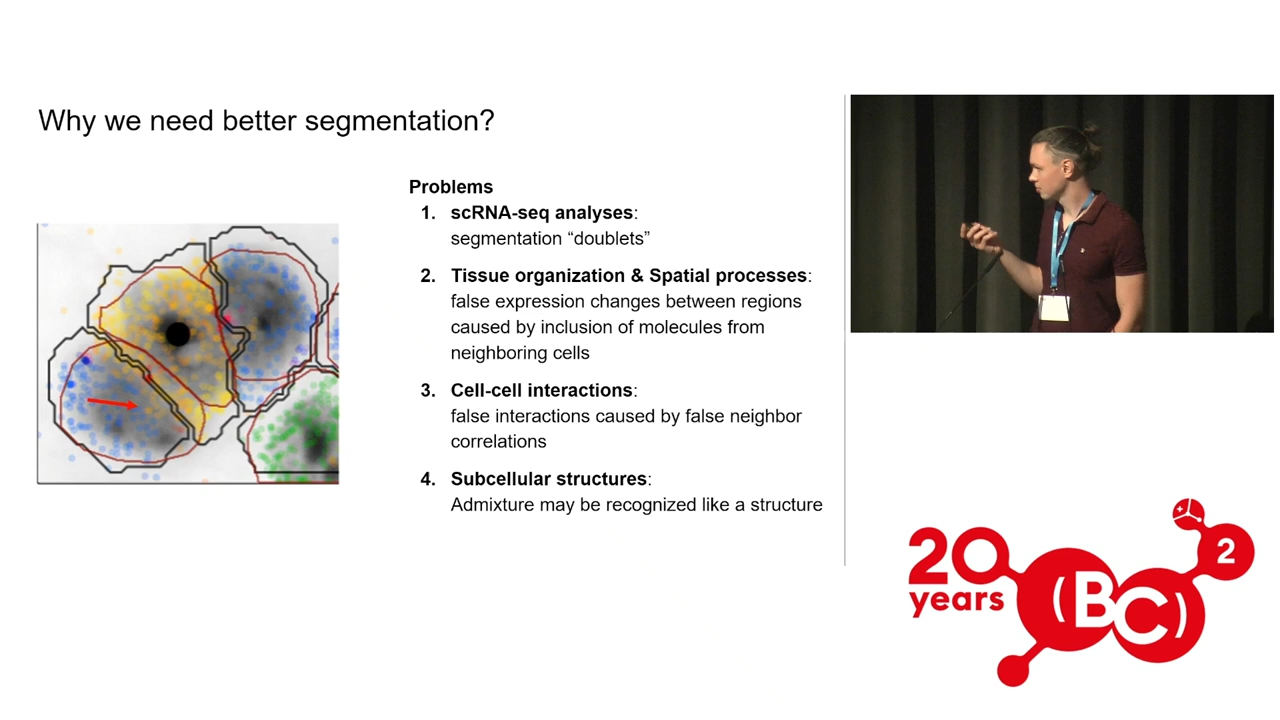 Why we need better segmentation?
Problems
1. scRNA-seq analyses:
segmentation “doublets”
2. Tissue organization & Spatial processes:
false expression changes between regions
caused by inclusion of molecules from
neighboring cells
3. Cell-cell interactions:
false interactions caused by false neighbor
correlations
4. Subcellular structures:
Admixture may be recognized like a structure
20
years
(BC)
2